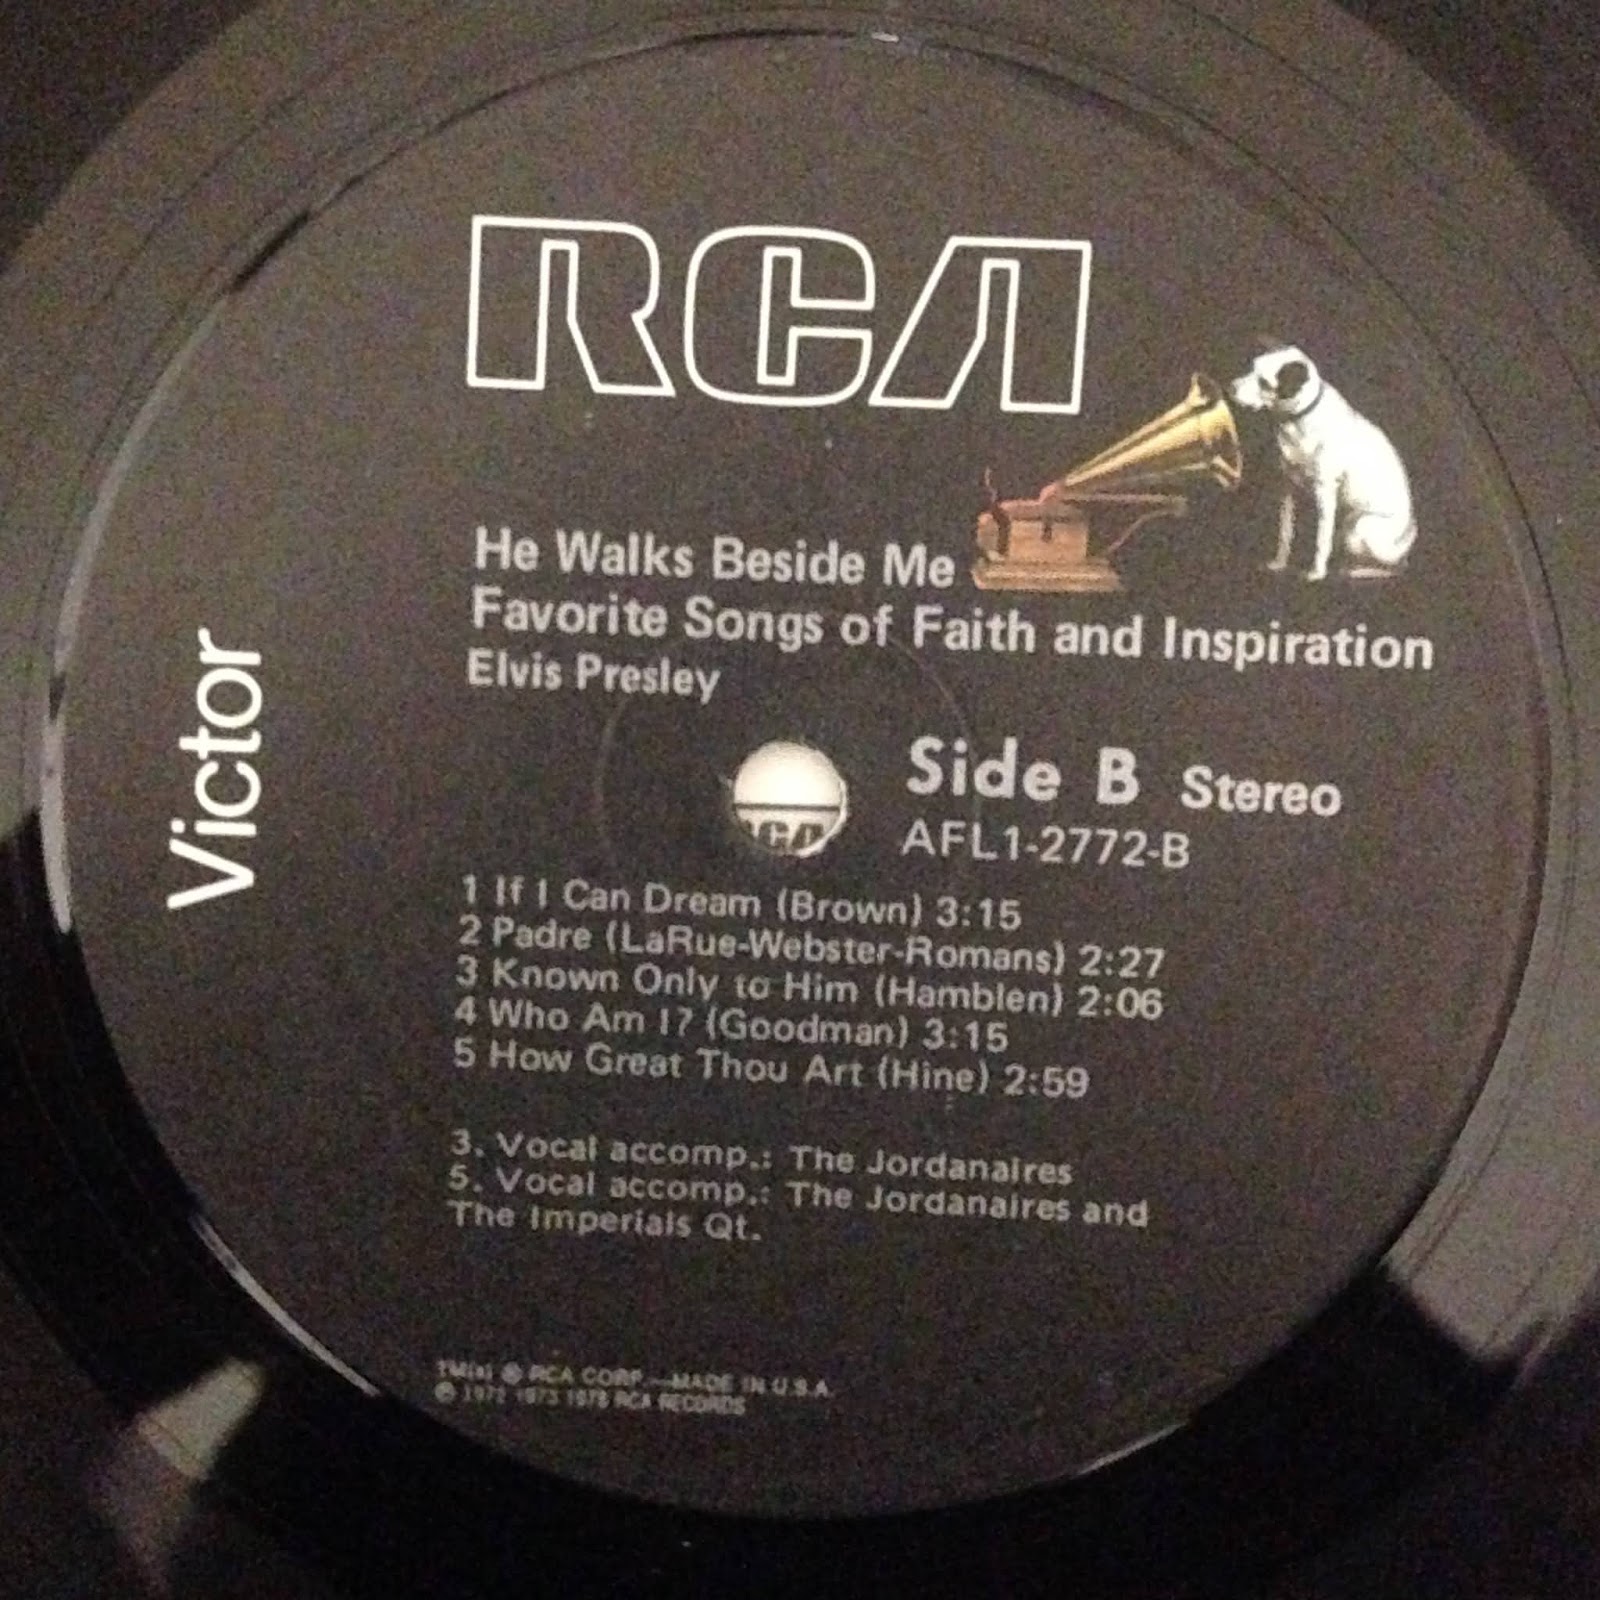 RCA
Victor
He Walks Beside Me
Favorite Songs of Faith and Inspiration
Elvis Presley
Side B Stereo
AFL1-2772-B
1 If I Can Dream (Brown) 3:15
2 Padre (LaRue-Webster-Romans) 2:27
3 Known Only to Him (Hamblen) 2:06
4 Who Am I? (Goodman) 3:15
5 How Great Thou Art (Hine) 2:59
3. Vocal accomp.: The Jordanaires
5. Vocal accomp.: The Jordanaires and
The Imperials Qt.
TM(s) ® RCA CORP.—MADE IN U.S.A.
℗ 1973 1978 RCA RECORDS